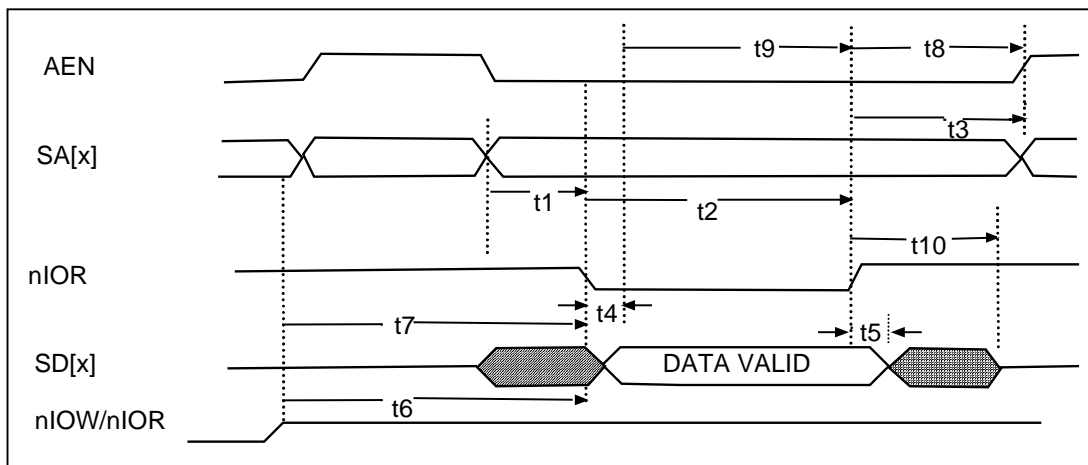 AEN
t9
t8
t3
SA[x]
t1
t2
t10
nIOR
t4
t7
t5
SD[x]
DATA VALID
t6
nIOW/nIOR